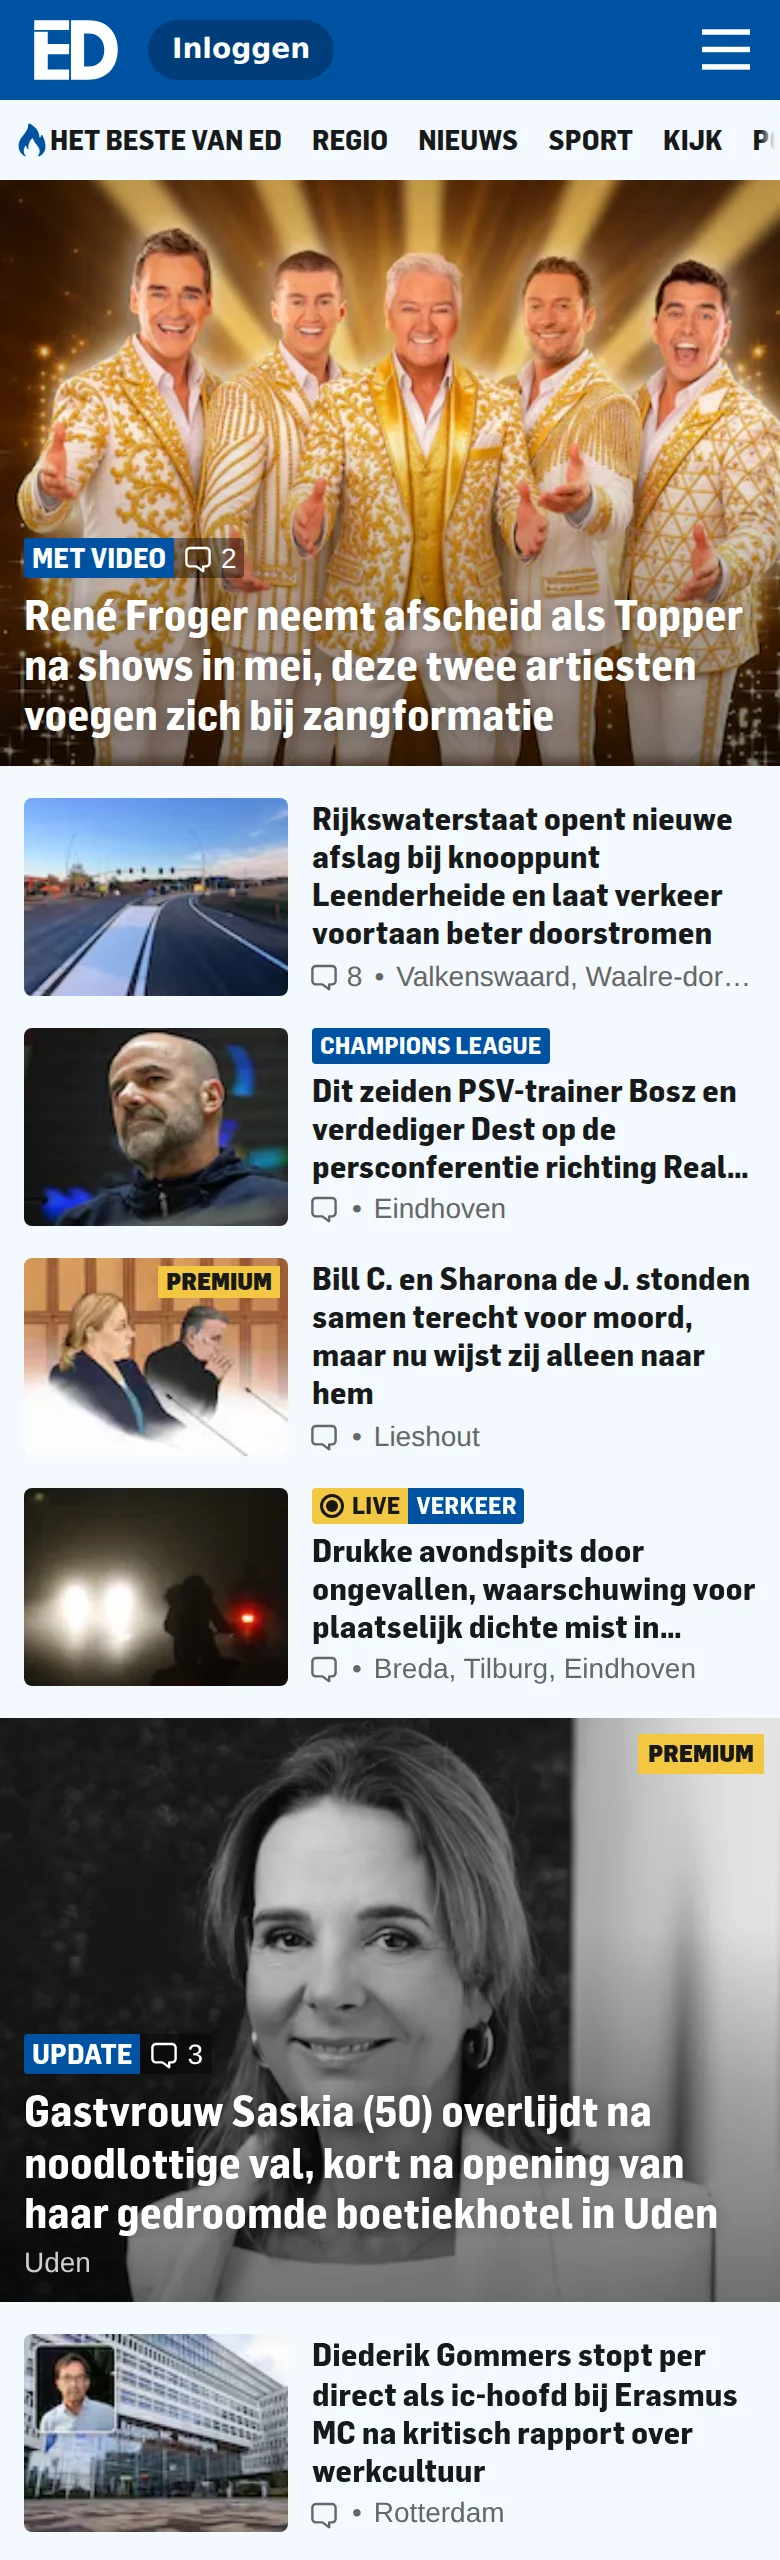 ED Inloggen
HET BESTE VAN ED REGIO NIEUWS SPORT KIJK
MET VIDEO 2
René Froger neemt afscheid als Topper
na shows in mei, deze twee artiesten
voegen zich bij zangformatie
Rijkswaterstaat opent nieuwe
afslag bij knooppunt
Leenderheide en laat verkeer
voortaan beter doorstromen
8 • Valkenswaard, Waalre-dor...
CHAMPIONS LEAGUE
Dit zeiden PSV-trainer Bosz en
verdediger Dest op de
persconferentie richting Real...
• Eindhoven
PREMIUM
Bill C. en Sharona de J. stonden
samen terecht voor moord,
maar nu wijst zij alleen naar
hem
• Lieshout
LIVE VERKEER
Drukke avondspits door
ongevallen, waarschuwing voor
plaatselijk dichte mist in...
• Breda, Tilburg, Eindhoven
PREMIUM
UPDATE 3
Gastvrouw Saskia (50) overlijdt na
noodlottige val, kort na opening van
haar gedroomde boetiekhotel in Uden
Uden
Diederik Gommers stopt per
direct als ic-hoofd bij Erasmus
MC na kritisch rapport over
werkcultuur
• Rotterdam